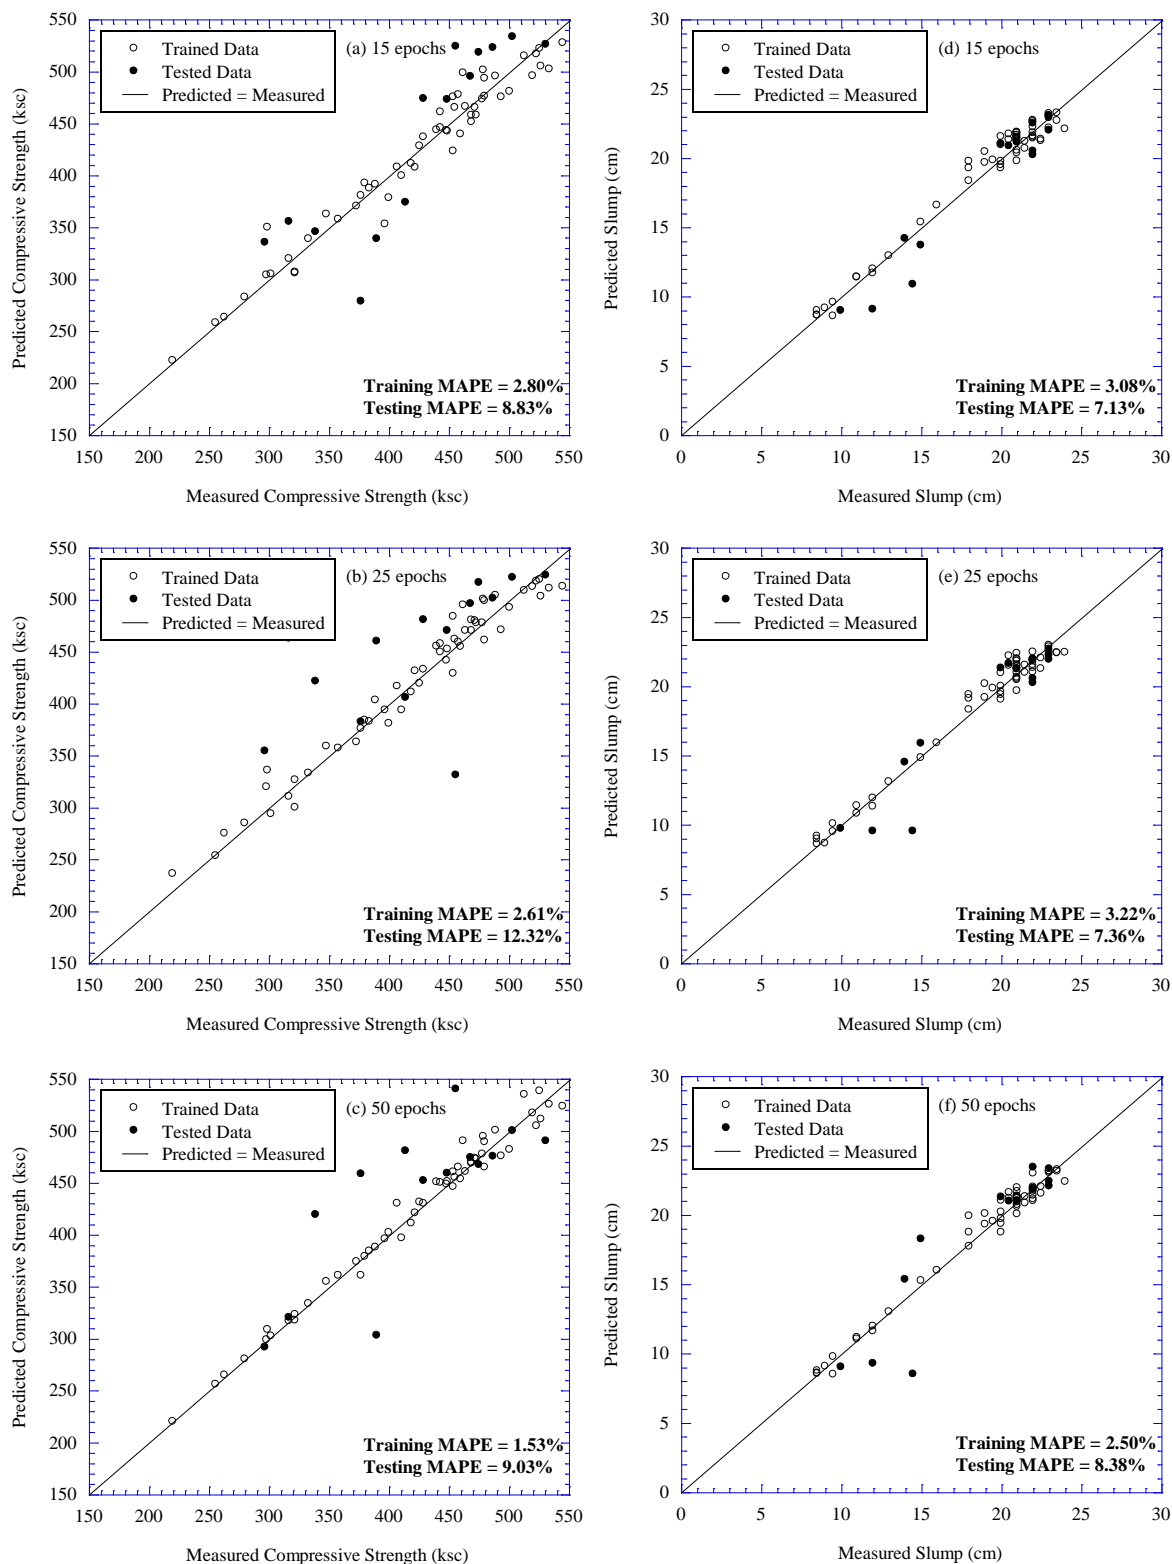 550
500
450
400
350
300
250
200
150
Predicted Compressive Strength (ksc)
Trained Data
Tested Data
Predicted = Measured
(a) 15 epochs
Training MAPE = 2.80%
Testing MAPE = 8.83%
150 200 250 300 350 400 450 500 550
Measured Compressive Strength (ksc)
30
25
20
15
10
5
0
Predicted Slump (cm)
Trained Data
Tested Data
Predicted = Measured
(d) 15 epochs
Training MAPE = 3.08%
Testing MAPE = 7.13%
0 5 10 15 20 25 30
Measured Slump (cm)
550
500
450
400
350
300
250
200
150
Predicted Compressive Strength (ksc)
Trained Data
Tested Data
Predicted = Measured
(b) 25 epochs
Training MAPE = 2.61%
Testing MAPE = 12.32%
150 200 250 300 350 400 450 500 550
Measured Compressive Strength (ksc)
30
25
20
15
10
5
0
Predicted Slump (cm)
Trained Data
Tested Data
Predicted = Measured
(e) 25 epochs
Training MAPE = 3.22%
Testing MAPE = 7.36%
0 5 10 15 20 25 30
Measured Slump (cm)
550
500
450
400
350
300
250
200
150
Predicted Compressive Strength (ksc)
Trained Data
Tested Data
Predicted = Measured
(c) 50 epochs
Training MAPE = 1.53%
Testing MAPE = 9.03%
150 200 250 300 350 400 450 500 550
Measured Compressive Strength (ksc)
30
25
20
15
10
5
0
Predicted Slump (cm)
Trained Data
Tested Data
Predicted = Measured
(f) 50 epochs
Training MAPE = 2.50%
Testing MAPE = 8.38%
0 5 10 15 20 25 30
Measured Slump (cm)